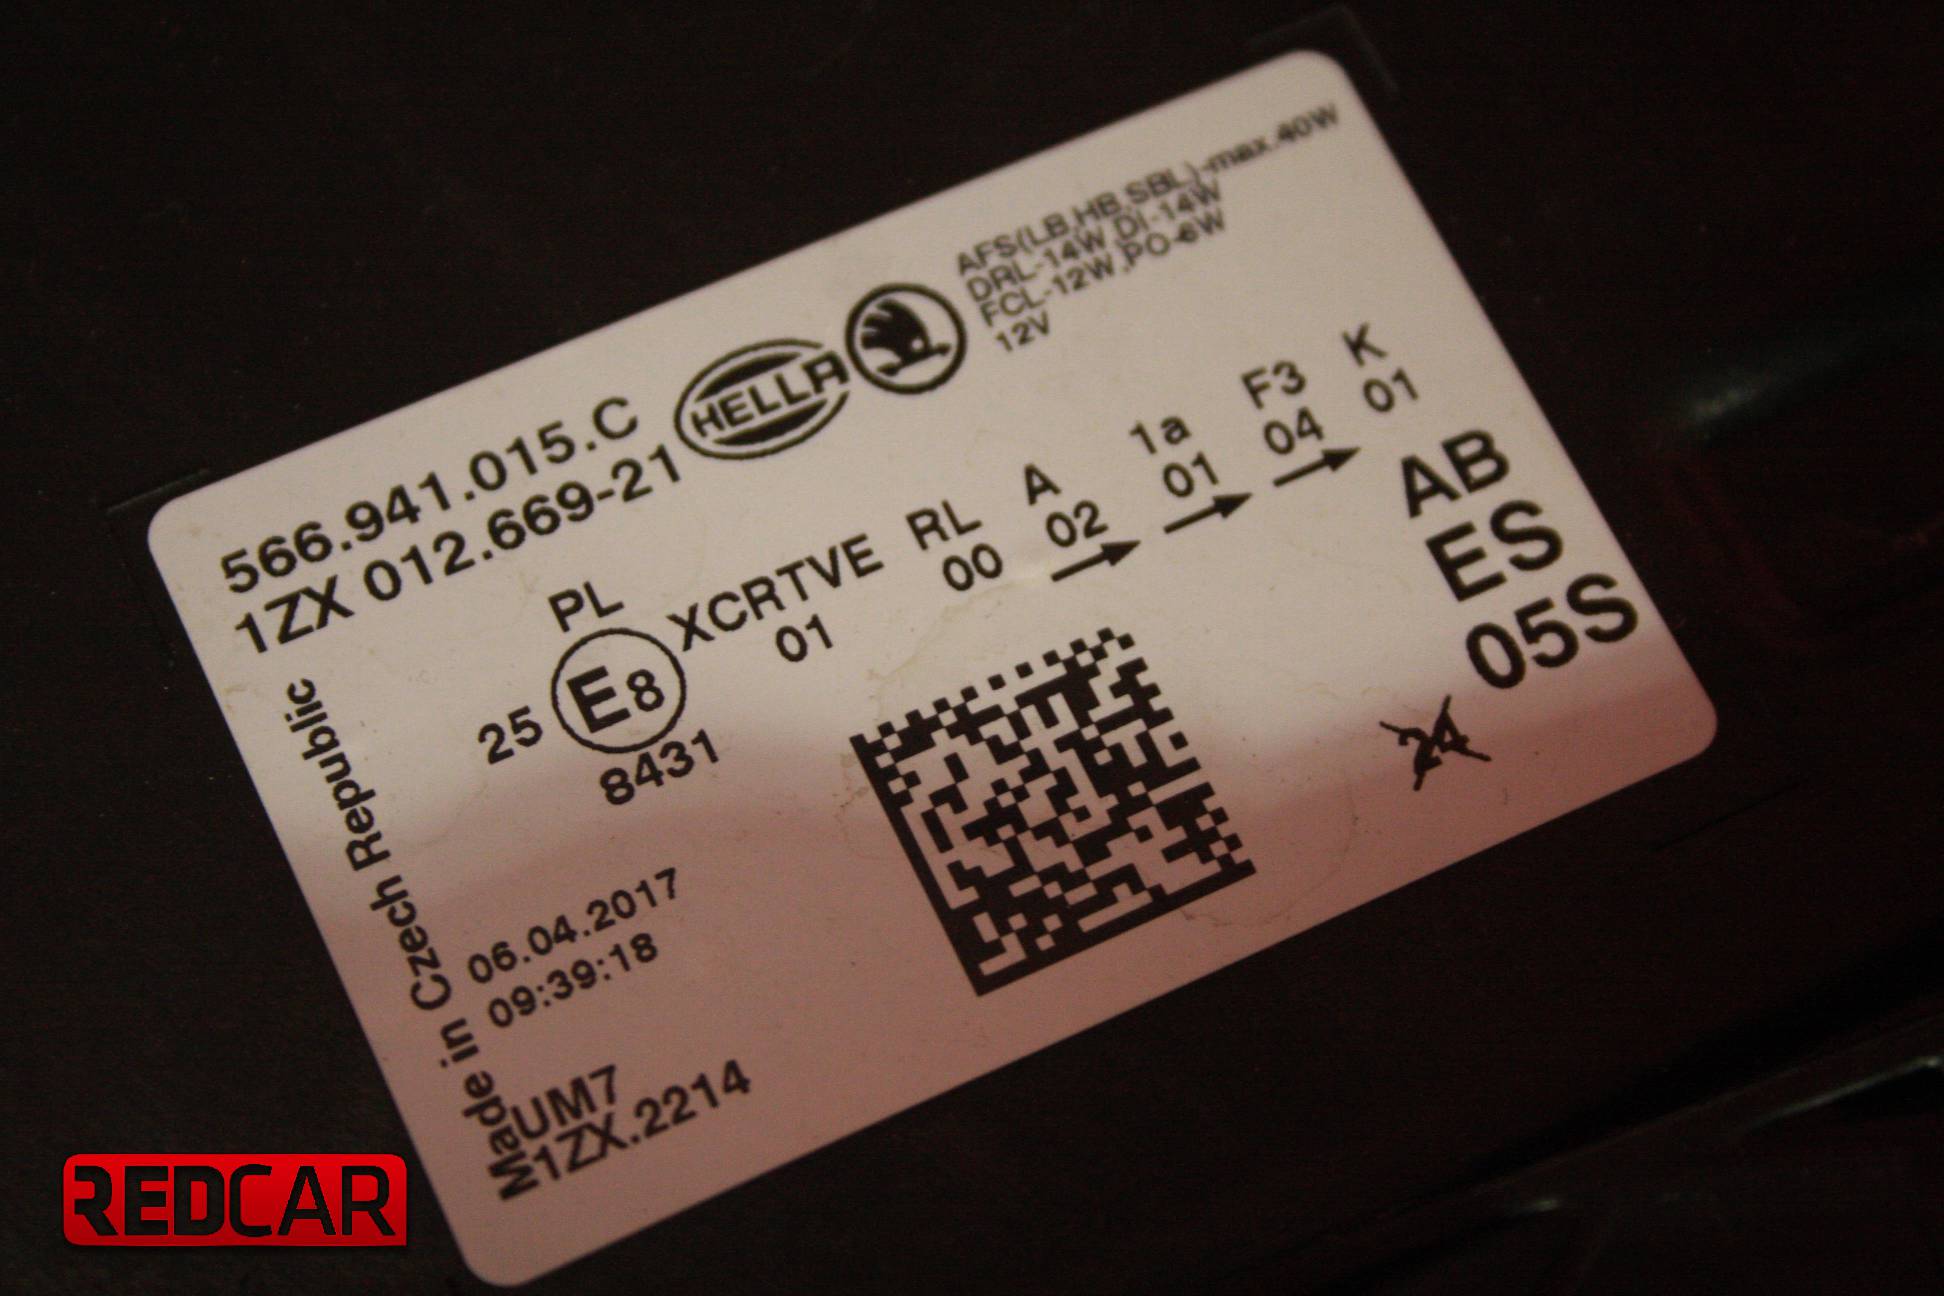 566.941.015.C
1ZX 012.669-21
HELLA
AFS(LB,HB,SBL)-max.40W
DRL-14W DI-14W
FCL-12W,PO-6W
12V
PL
25 E8 XCRTVE RL A 1a F3 K
01 00 02 01 04 01
8431
AB
ES
05S
24
Made in Czech Republic
06.04.2017
09:39:18
UM7
1ZX.2214
REDCAR